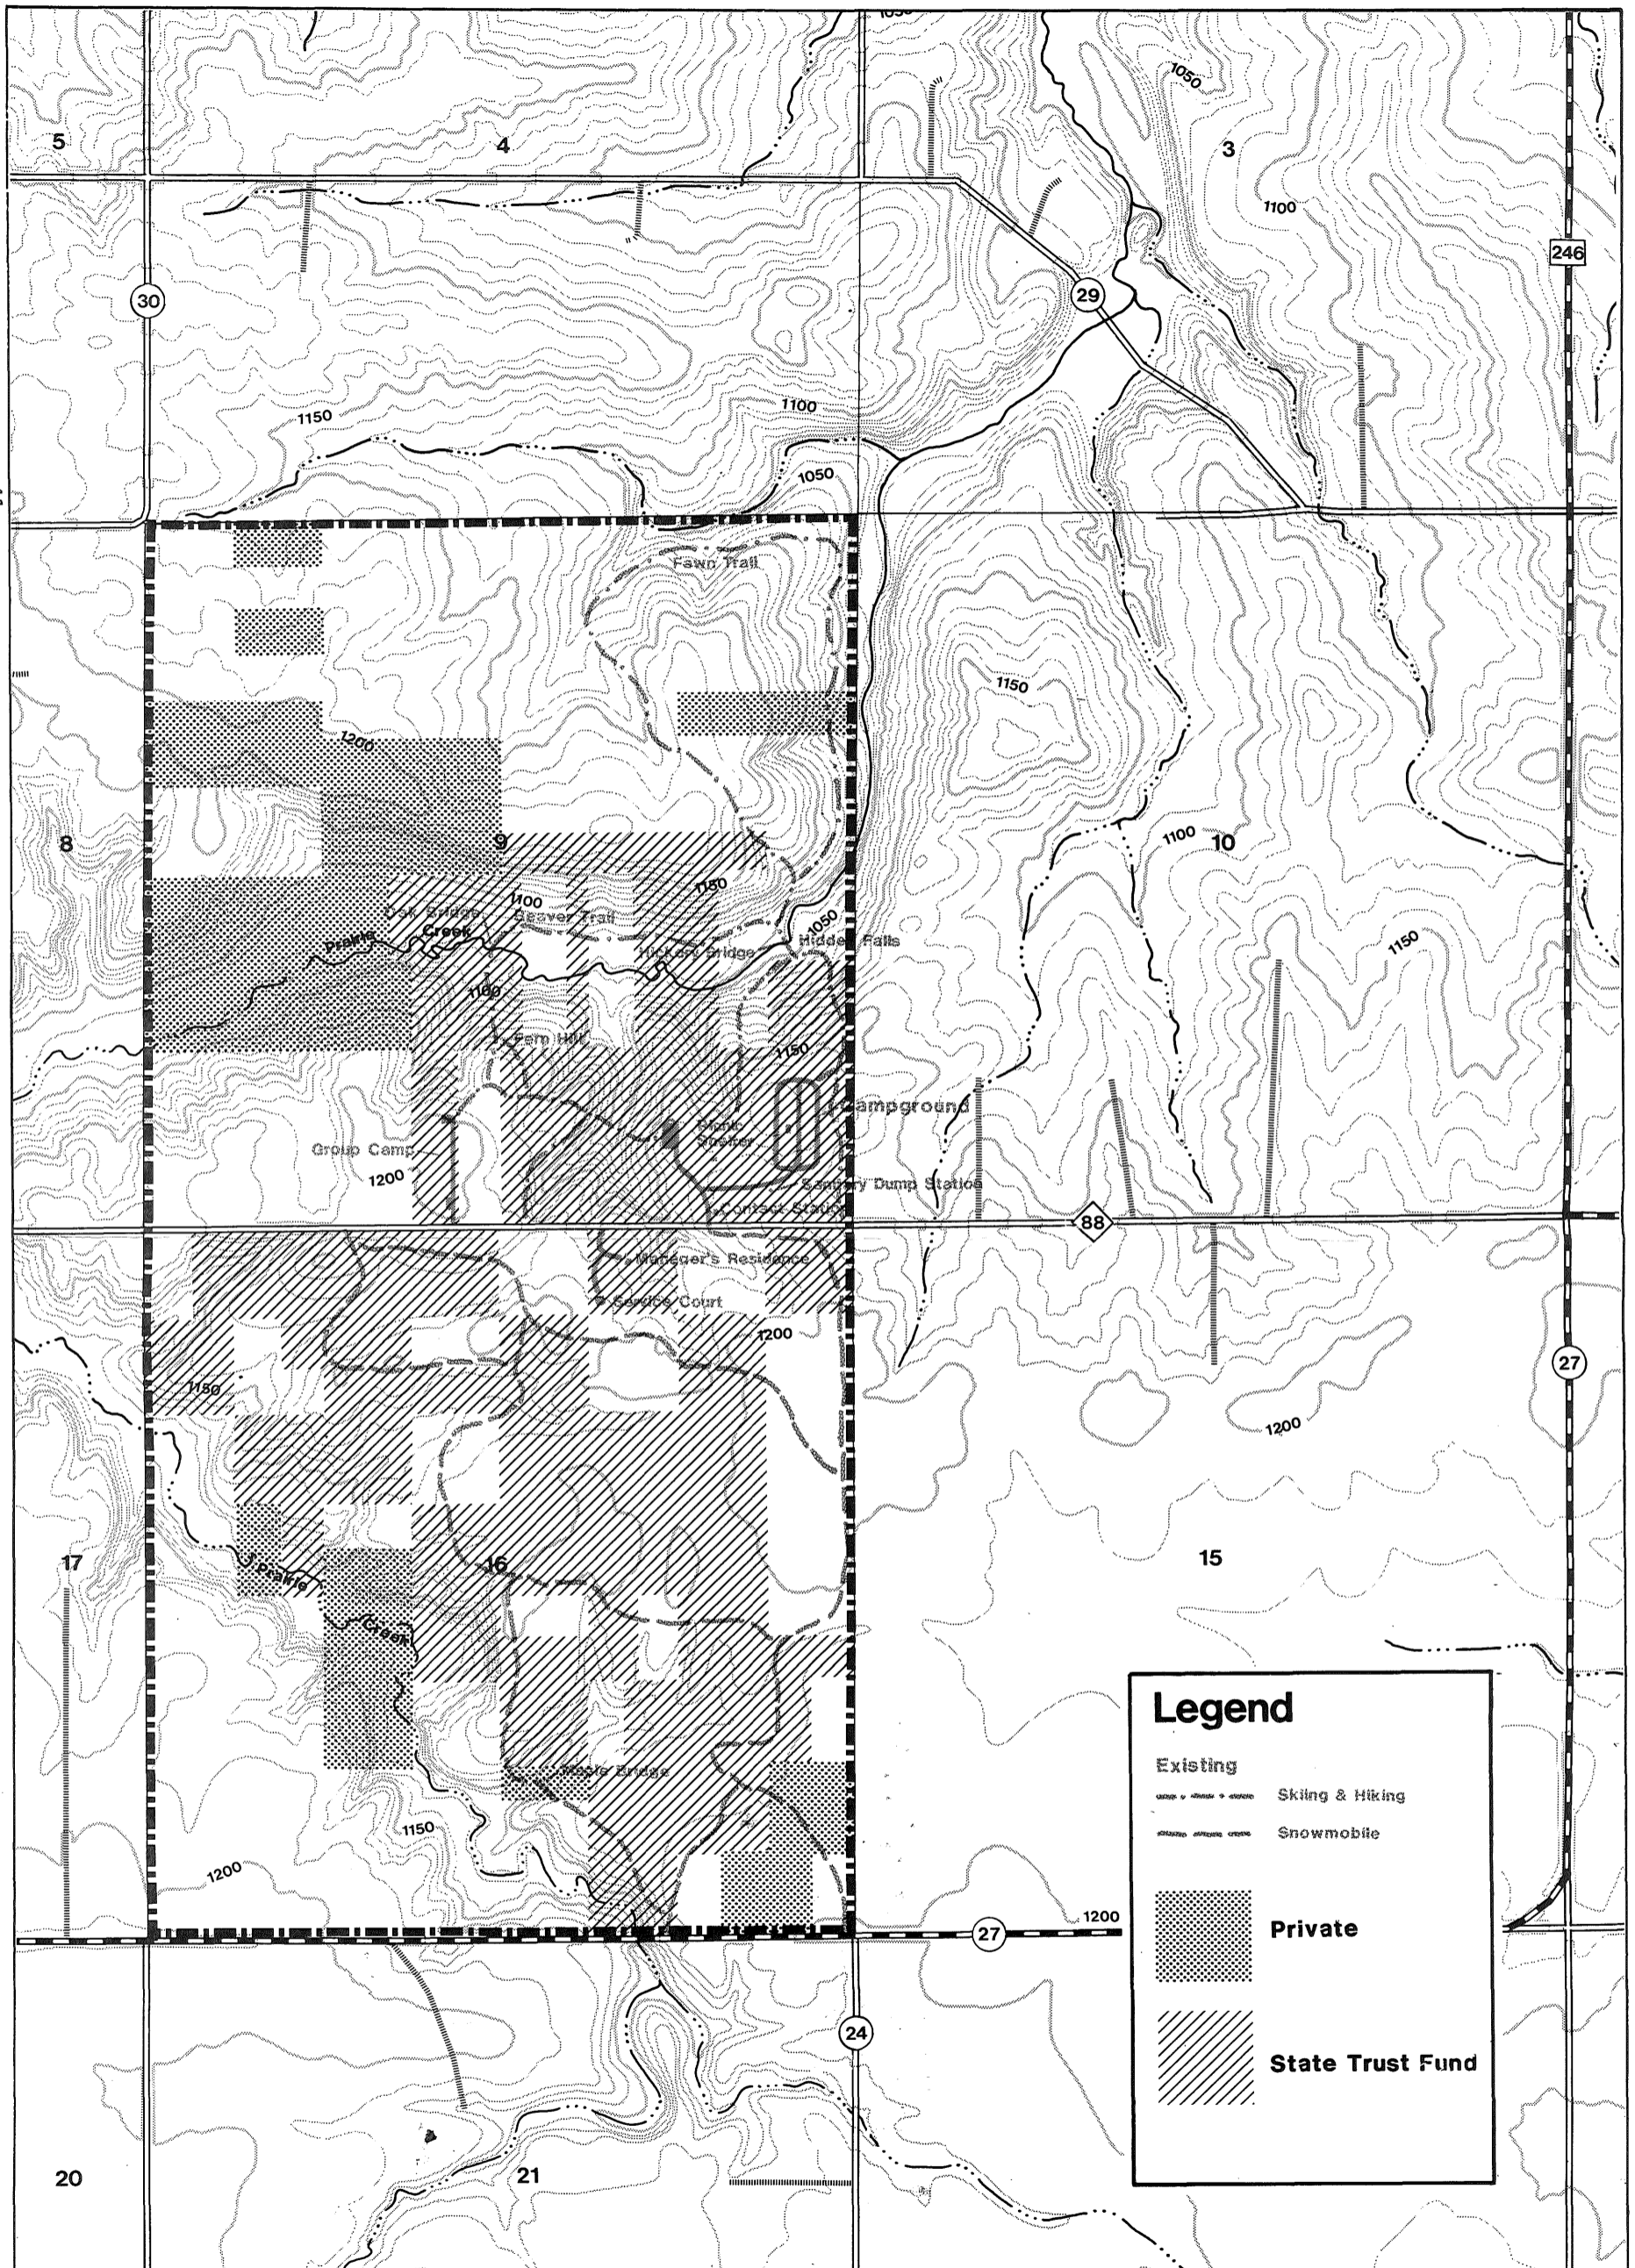 1050
1050
5
4
3
1100
246
30
29
1150
1100
1050
Fawn Trail
1150
1200
8
9
1100
10
1150
1100
Oak Bridge
Beaver Trail
1050
Prairie
Creek
Hickory Bridge
Hidden Falls
1150
1100
Fern Hill
1150
Campground
Picnic
Shelter
Group Camp
1200
Sanitary Dump Station
Contact Station
88
Manager's Residence
Service Court
1200
27
1150
1200
17
16
15
Prairie
Creek
Legend
Existing
Skiing & Hiking
Maple Bridge
Snowmobile
1150
1200
Private
27
1200
24
State Trust Fund
20
21